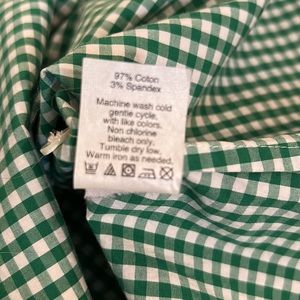 97% Coton
3% Spandex
Machine wash cold
gentle cycle,
with like colors.
Non chlorine
bleach only.
Tumble dry low.
Warm iron as needed.